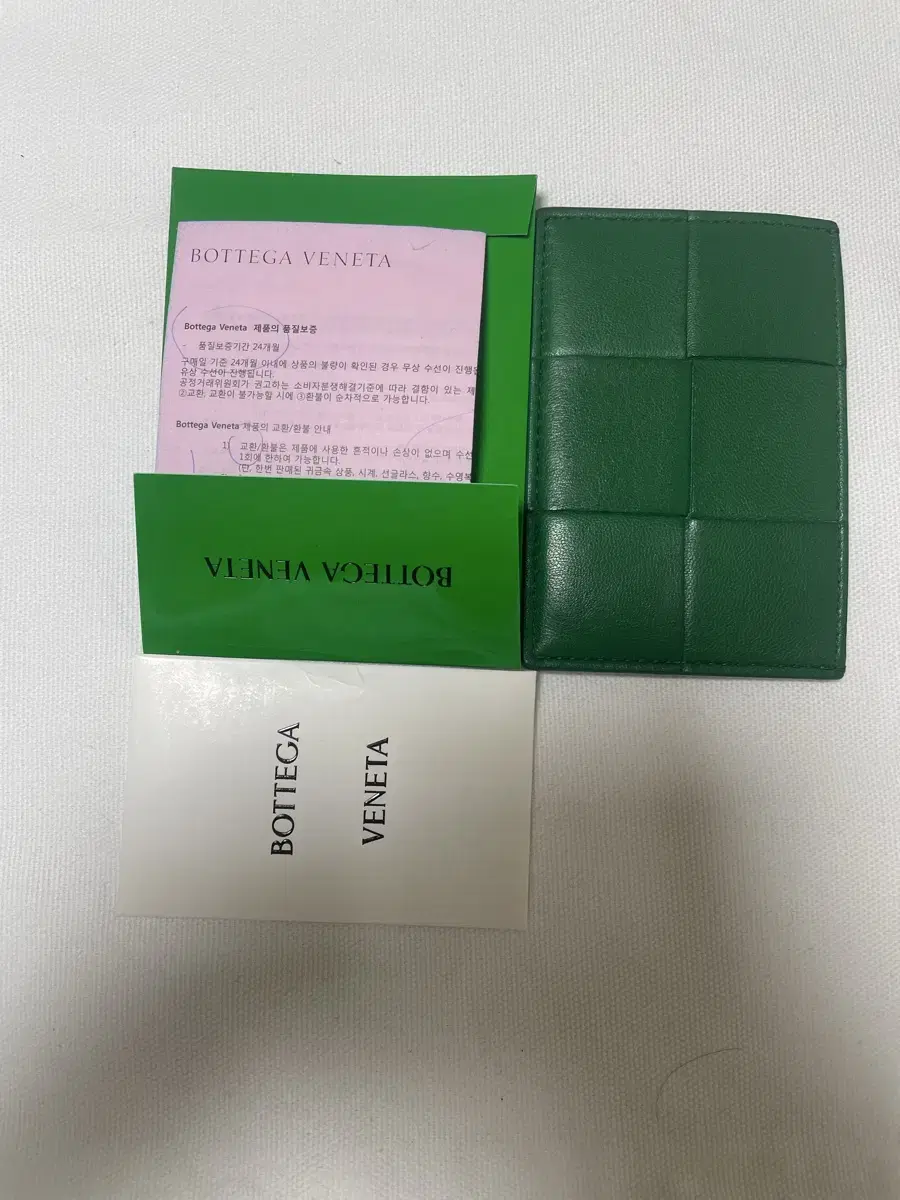 BOTTEGA VENETA
Bottega Veneta 제품의 품질보증
- 품질보증기간 24개월
구매일 기준 24개월 이내에 상품의 불량이 확인된 경우 무상 수선이 진행
유상 수선이 진행됩니다.
공정거래위원회가 권고하는 소비자분쟁해결기준에 따라 결함이 있는 제
②교환, 교환이 불가능할 시에 ③환불이 순차적으로 가능합니다.
Bottega Veneta 제품의 교환/환불 안내
1) 교환/환불은 제품에 사용한 흔적이나 손상이 없으며 수선
1회에 한하여 가능합니다.
(단, 한번 판매된 귀금속 상품, 시계, 선글라스, 향수, 수영복
BOTTEGA VENETA
BOTTEGA
VENETA